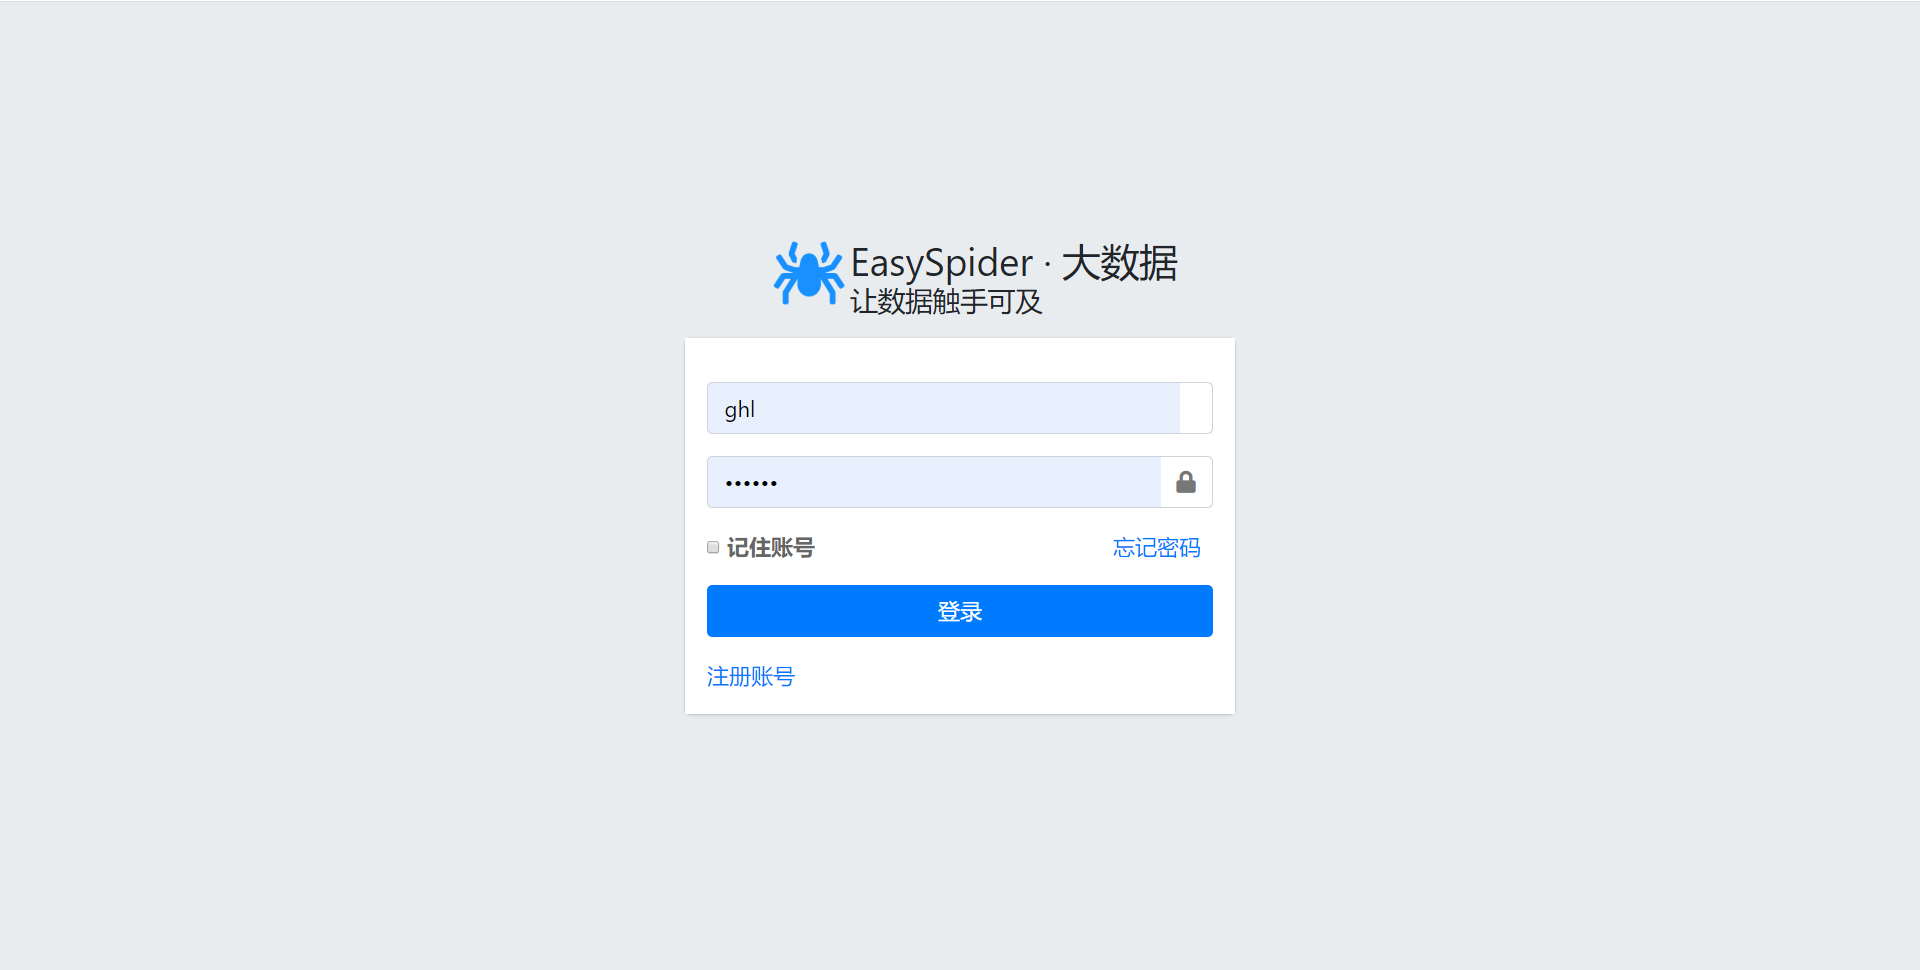 EasySpider · 大数据
让数据触手可及
ghl
••••••
记住账号 忘记密码
登录
注册账号